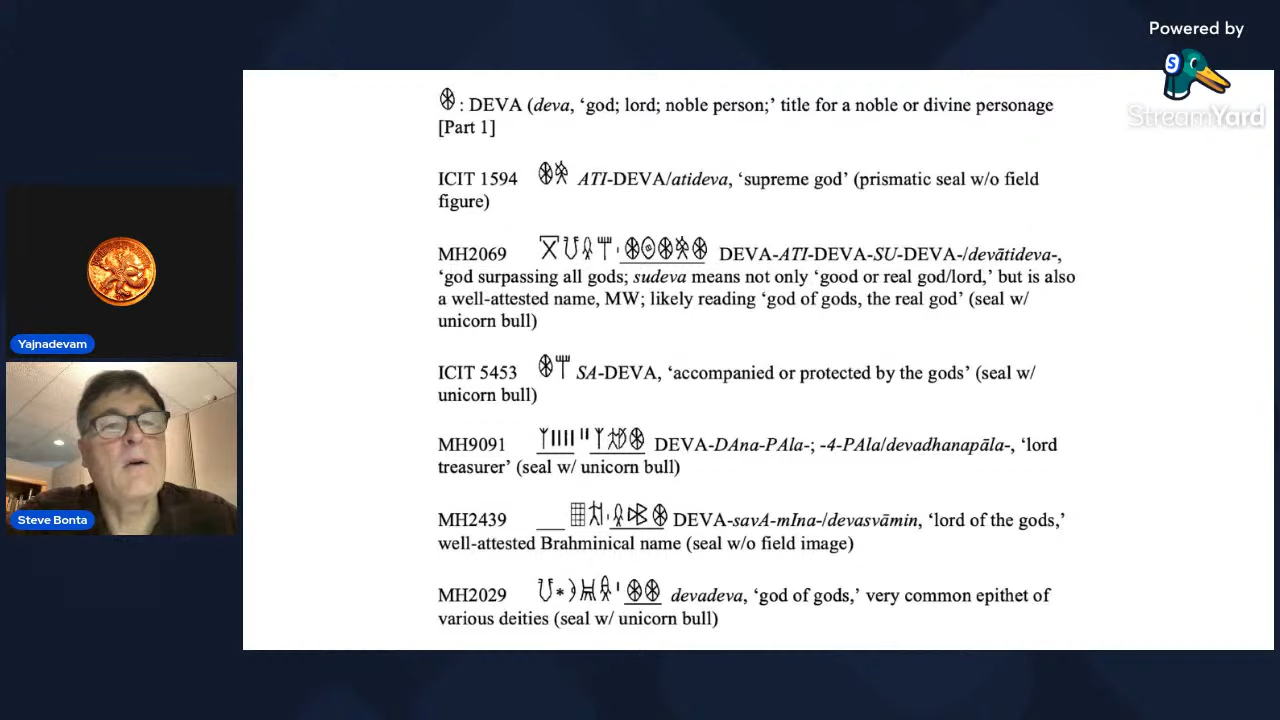 Powered by
StreamYard
: DEVA (deva, ‘god; lord; noble person;’ title for a noble or divine personage
[Part 1]
ICIT 1594 ATI-DEVA/atideva, ‘supreme god’ (prismatic seal w/o field
figure)
MH2069 DEVA-ATI-DEVA-SU-DEVA-/devātideva-,
‘god surpassing all gods; sudeva means not only ‘good or real god/lord,’ but is also
a well-attested name, MW; likely reading ‘god of gods, the real god’ (seal w/
unicorn bull)
ICIT 5453 SA-DEVA, ‘accompanied or protected by the gods’ (seal w/
unicorn bull)
MH9091 DEVA-DAna-PAla-; -4-PAla/devadhanapāla-, ‘lord
treasurer’ (seal w/ unicorn bull)
MH2439 DEVA-savA-mIna-/devasvāmin, ‘lord of the gods,’
well-attested Brahminical name (seal w/o field image)
MH2029 devadeva, ‘god of gods,’ very common epithet of
various deities (seal w/ unicorn bull)
Yajnadevam
Steve Bonta